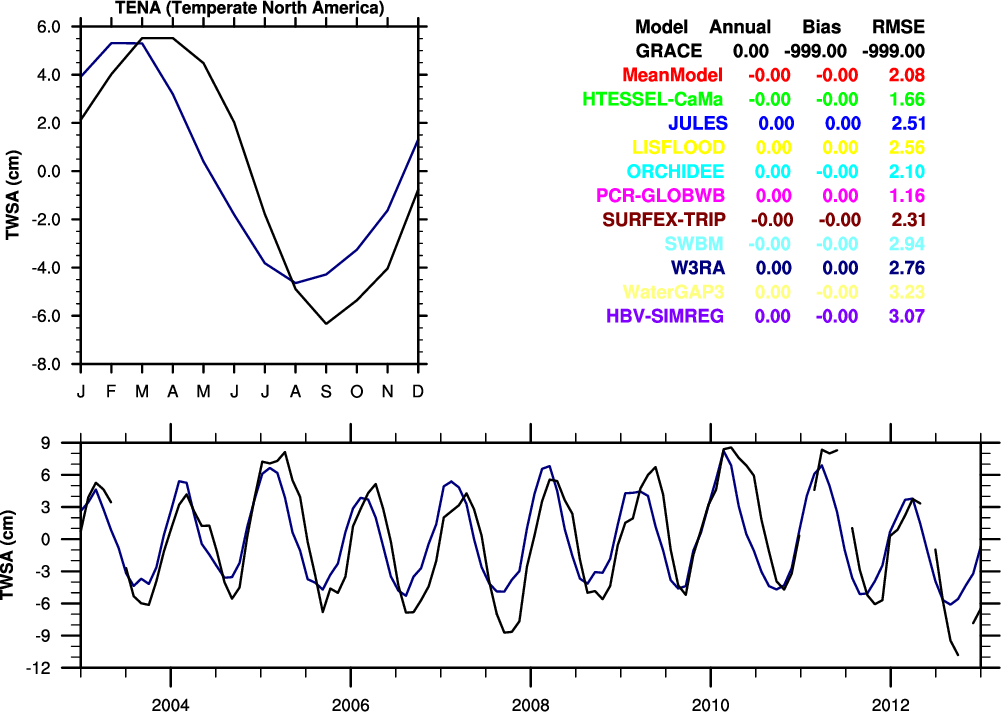 TENA (Temperate North America)
6.0
4.0
2.0
0.0
-2.0
-4.0
-6.0
-8.0
TWSA (cm)
J F M A M J J A S O N D
Model Annual Bias RMSE
GRACE 0.00 -999.00 -999.00
MeanModel -0.00 -0.00 2.08
HTESSEL-CaMa -0.00 -0.00 1.66
JULES 0.00 0.00 2.51
LISFLOOD 0.00 0.00 2.56
ORCHIDEE 0.00 -0.00 2.10
PCR-GLOBWB 0.00 0.00 1.16
SURFEX-TRIP -0.00 -0.00 2.31
SWBM -0.00 -0.00 2.94
W3RA 0.00 0.00 2.76
WaterGAP3 0.00 -0.00 3.23
HBV-SIMREG 0.00 -0.00 3.07
9
6
3
0
-3
-6
-9
-12
TWSA (cm)
2004 2006 2008 2010 2012